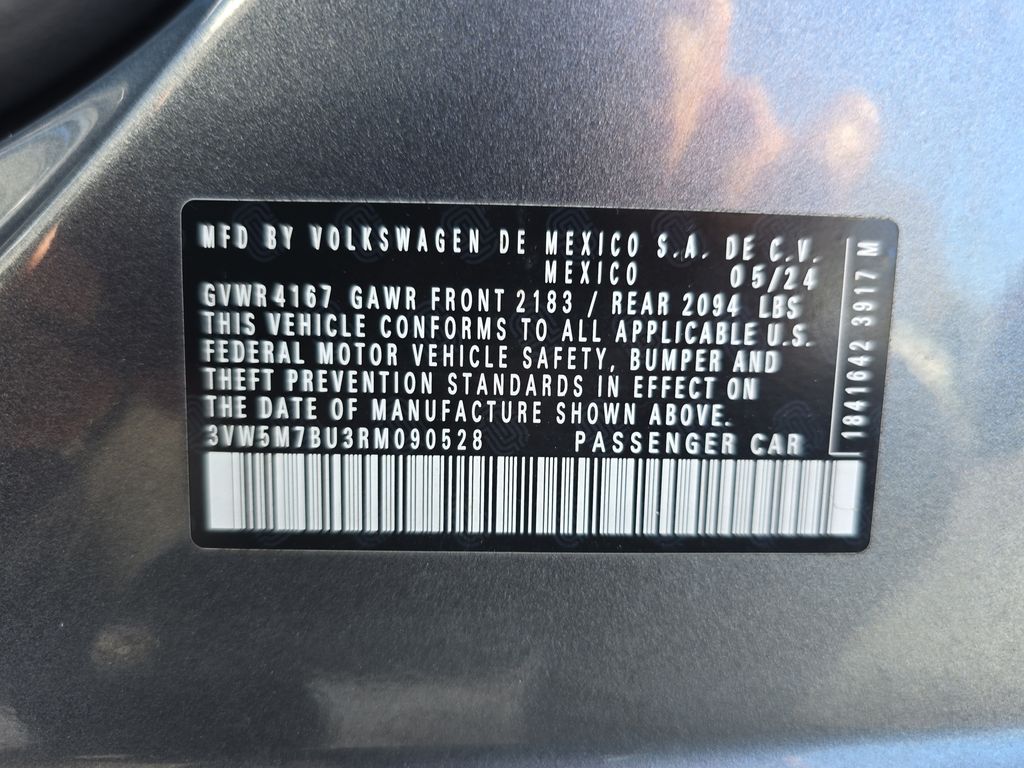 MFD BY VOLKSWAGEN DE MEXICO S.A. DE C.V.
MEXICO 05/24
GVWR 4167 GAWR FRONT 2183 / REAR 2094 LBS
THIS VEHICLE CONFORMS TO ALL APPLICABLE U.S.
FEDERAL MOTOR VEHICLE SAFETY, BUMPER AND
THEFT PREVENTION STANDARDS IN EFFECT ON
THE DATE OF MANUFACTURE SHOWN ABOVE.
3VW5M7BU3RM090528 PASSENGER CAR
1841642 3917 M